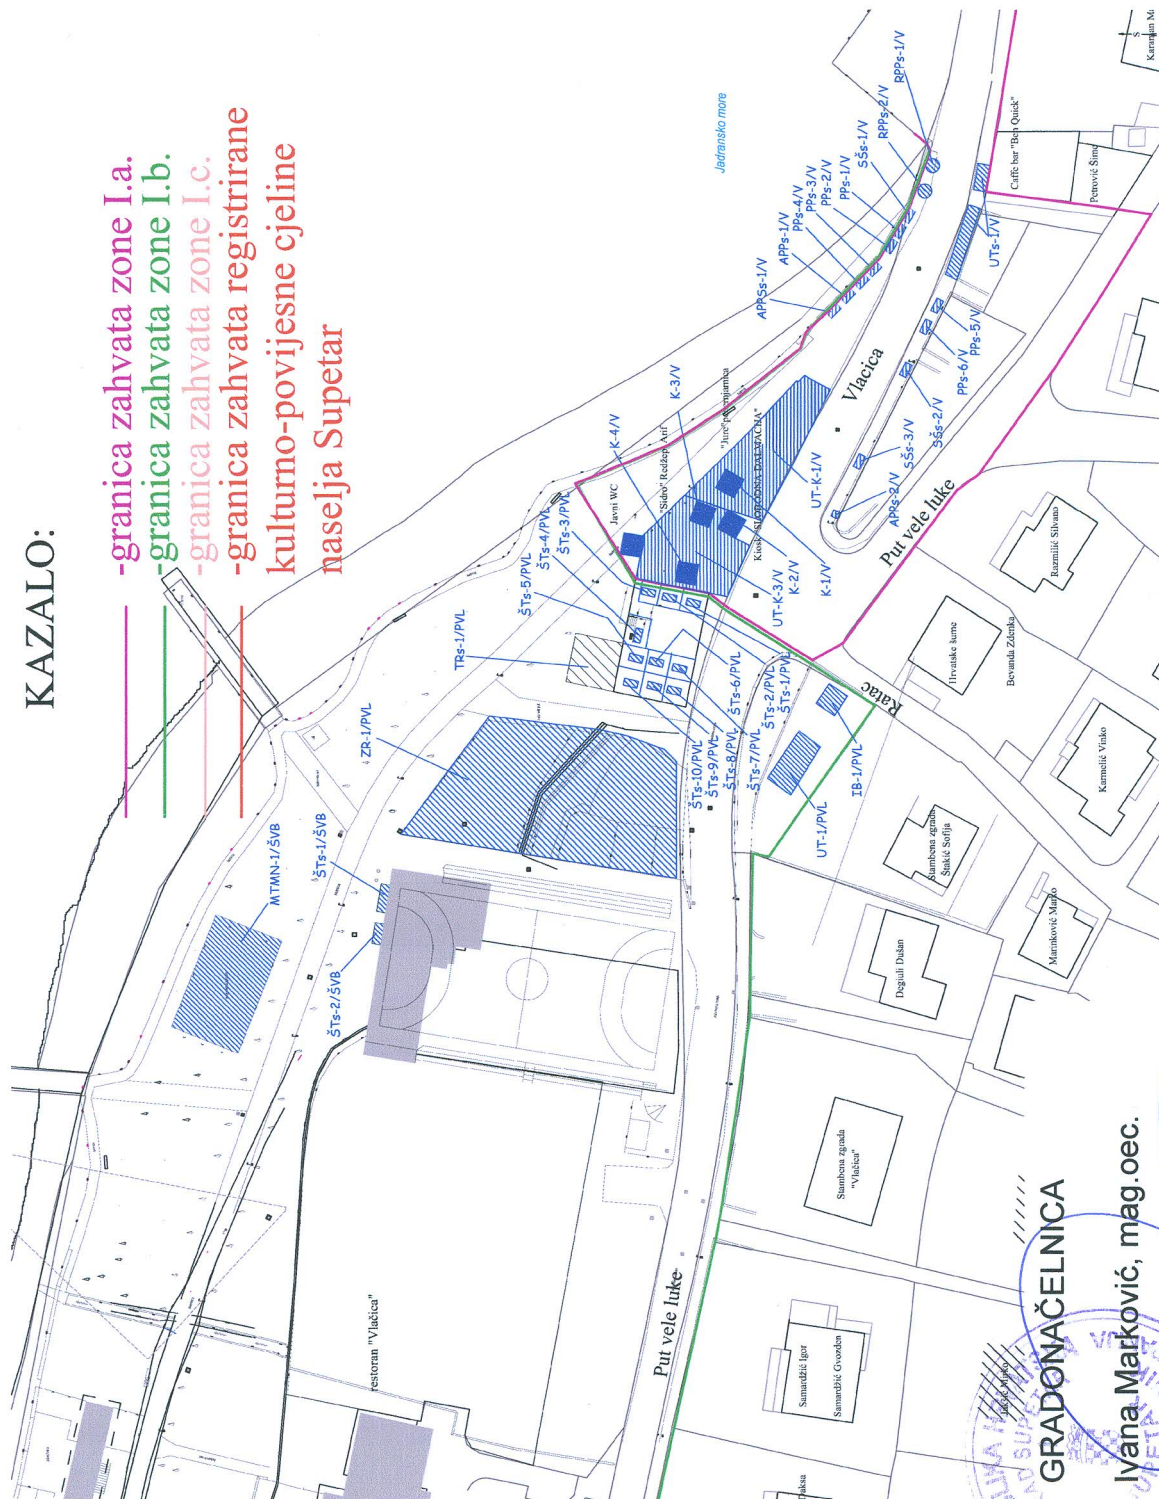 KAZALO:
-granica zahvata zone I.a.
-granica zahvata zone I.b.
-granica zahvata zone I.c.
-granica zahvata registrirane
kulturno-povijesne cjeline
naselja Supetar
Jadransko more
MTMN-1/ŠVB
ŠTs-1/ŠVB
ŠTs-2/ŠVB
ZR-1/PVL
TRs-1/PVL
ŠTs-5/PVL
ŠTs-4/PVL
ŠTs-3/PVL
Javni WC
K-4/V
"Sidro" Redžep Arif
K-3/V
Kiosk "SLOBODNA DALMACIJA"
APPSs-1/V
APPs-1/V
PPs-4/V
PPs-3/V
PPs-2/V
PPs-1/V
SŠs-1/V
RPPs-2/V
RPPs-1/V
Vlacica
UT-K-1/V
K-1/V
K-2/V
UT-K-3/V
ŠTs-6/PVL
ŠTs-2/PVL
ŠTs-1/PVL
ŠTs-10/PVL
ŠTs-9/PVL
ŠTs-8/PVL
ŠTs-7/PVL
UT-1/PVL
IB-1/PVL
Ratac
Put vele luke
APPs-2/V
SŠs-3/V
SŠs-2/V
PPs-6/V
PPs-5/V
UTs-1/V
Caffe bar "Ben Quick"
Petrović Šime
Razmilić Silvano
Hrvatske šume
Bevanda Zdenka
Karmelić Vinko
Stambena zgrada
Štakić Sofija
Marinković Marko
Degiuli Dušan
Stambena zgrada
"Vlačica"
restoran "Vlačica"
Put vele luke
Samardžić Igor
Samardžić Gvozden
GRADONAČELNICA
Ivana Marković, mag.oec.